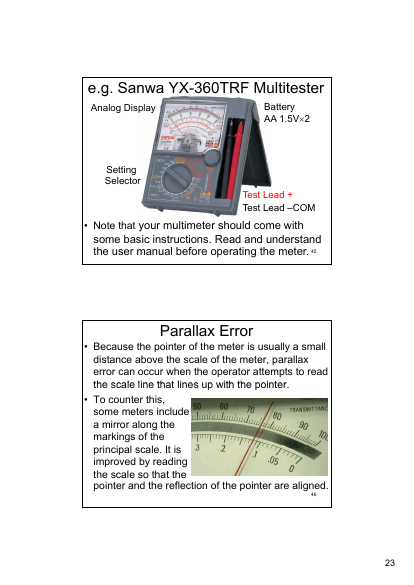 e.g. Sanwa YX-360TRF Multitester
Analog Display
Battery
AA 1.5V×2
Setting
Selector
Test Lead +
Test Lead –COM
• Note that your multimeter should come with
some basic instructions. Read and understand
the user manual before operating the meter.
45
Parallax Error
• Because the pointer of the meter is usually a small
distance above the scale of the meter, parallax
error can occur when the operator attempts to read
the scale line that lines up with the pointer.
• To counter this,
some meters include
a mirror along the
markings of the
principal scale. It is
improved by reading
the scale so that the
pointer and the reflection of the pointer are aligned.
50 60 70 80 90 100
TRANSMITTANC
.3 .2 .1 .05 0
46
23